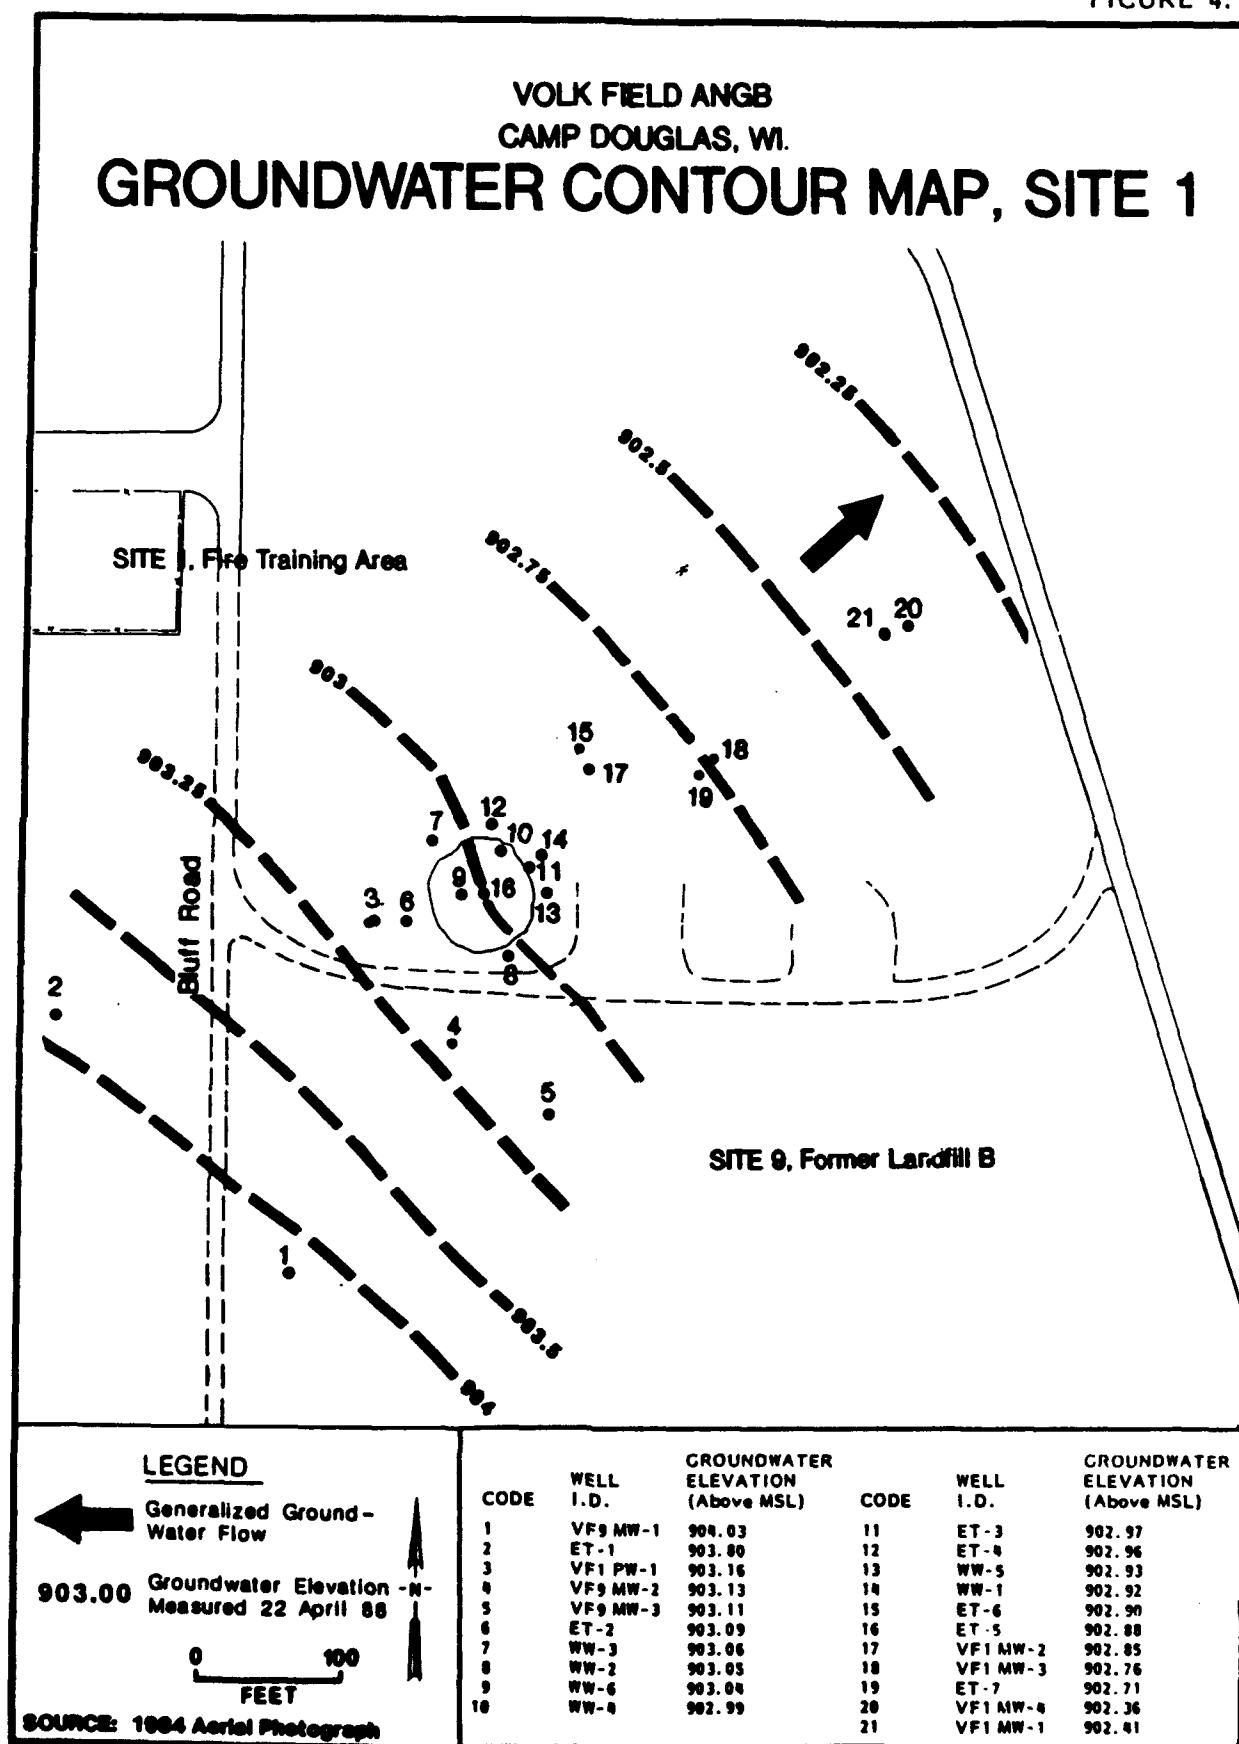 FIGURE 4.
VOLK FIELD ANGB
CAMP DOUGLAS, WI.
GROUNDWATER CONTOUR MAP, SITE 1
902.25
902.5
902.75
SITE 1, Fire Training Area
21 20
903
15
17
18
19
903.25
7
12
10
14
9
16
11
13
3
6
8
Bluff Road
2
4
5
SITE 9, Former Landfill B
1
903.5
904
LEGEND
Generalized Ground-
Water Flow
903.00 Groundwater Elevation
Measured 22 April 88
-N-
0 100
FEET
SOURCE: 1984 Aerial Photograph
CODE WELL I.D. GROUNDWATER ELEVATION (Above MSL) CODE WELL I.D. GROUNDWATER ELEVATION (Above MSL)
1 VF9 MW-1 904.03 11 ET-3 902.97
2 ET-1 903.80 12 ET-4 902.96
3 VF1 PW-1 903.16 13 WW-5 902.93
4 VF9 MW-2 903.13 14 WW-1 902.92
5 VF9 MW-3 903.11 15 ET-6 902.90
6 ET-2 903.09 16 ET-5 902.88
7 WW-3 903.06 17 VF1 MW-2 902.85
8 WW-2 903.05 18 VF1 MW-3 902.76
9 WW-6 903.04 19 ET-7 902.71
10 WW-4 902.99 20 VF1 MW-4 902.36
21 VF1 MW-1 902.41